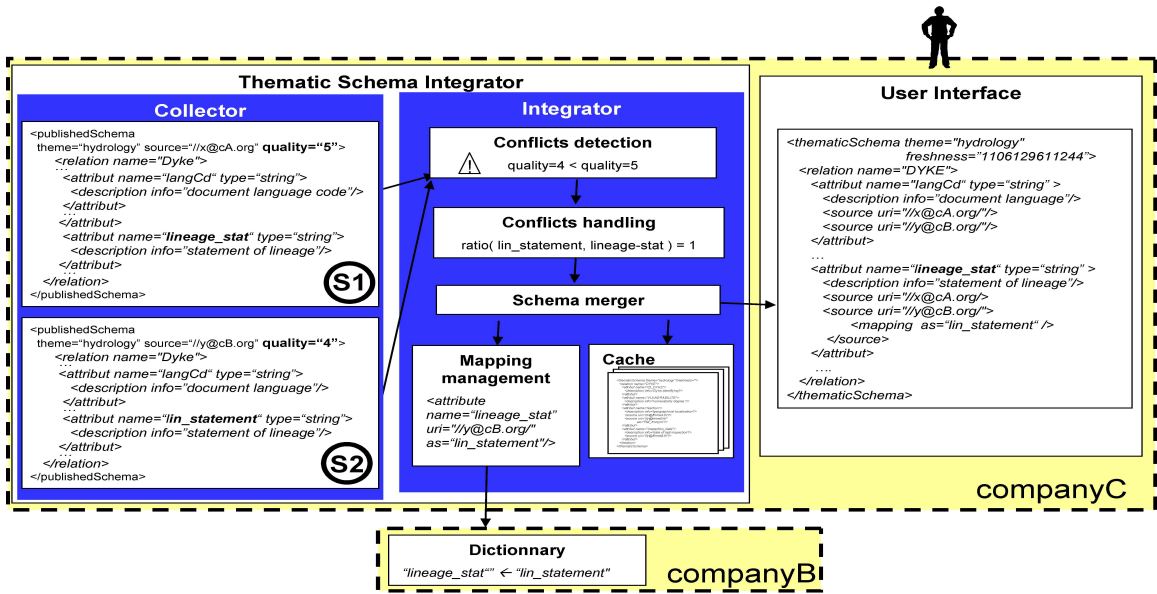 Thematic Schema Integrator
Collector
<publishedSchema
theme=“hydrology” source=“//x@cA.org” quality=“5”>
<relation name="Dyke">
…
<attribut name=“langCd“ type=“string”>
<description info=”document language code”/>
</attribut>
…
</attribut>
<attribut name=“lineage_stat“ type=“string”>
<description info=”statement of lineage”/>
</attribut>
…
</relation>
</publishedSchema>
S1
<publishedSchema
theme=“hydrology” source=“//y@cB.org” quality=“4”>
<relation name="Dyke">
….
<attribut name=“langCd“ type=“string”>
<description info=”document language”/>
</attribut>
…
<attribut name=“lin_statement“ type=“string”>
<description info=”statement of lineage”/>
</attribut>
…
</relation>
</publishedSchema>
S2
Integrator
Conflicts detection
quality=4 < quality=5
Conflicts handling
ratio( lin_statement, lineage-stat ) = 1
Schema merger
Mapping
management
<attribute
name=“lineage_stat”
uri="//y@cB.org/"
as=“lin_statement”/>
Cache
User Interface
<thematicSchema theme="hydrology"
freshness=”1106129611244”>
<relation name="DYKE">
<attribut name="langCd“ type=“string” >
<description info=”document language”/>
<source uri="//x@cA.org/"/>
<source uri="//y@cB.org/"/>
</attribut>
…
<attribut name=“lineage_stat“ type=“string” >
<description info=”statement of lineage”/>
<source uri="//x@cA.org/>
<source uri="//y@cB.org/">
<mapping as=“lin_statement“ />
</source>
</attribut>
….
</relation>
</thematicSchema>
companyC
Dictionnary
“lineage_stat“” ← “lin_statement"
companyB